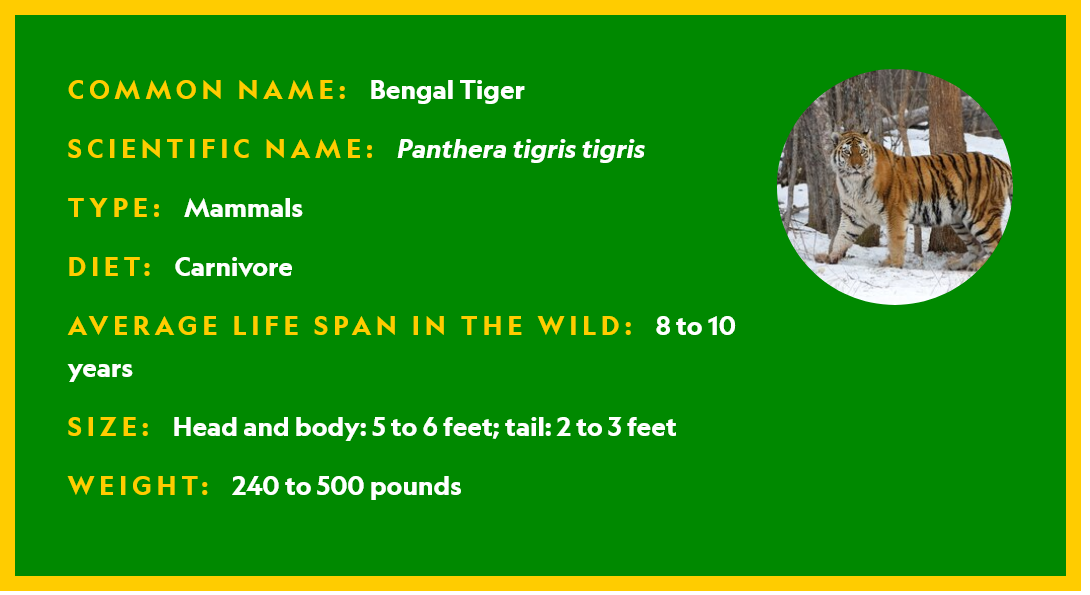 COMMON NAME: Bengal Tiger
SCIENTIFIC NAME: Panthera tigris tigris
TYPE: Mammals
DIET: Carnivore
AVERAGE LIFE SPAN IN THE WILD: 8 to 10
years
SIZE: Head and body: 5 to 6 feet; tail: 2 to 3 feet
WEIGHT: 240 to 500 pounds